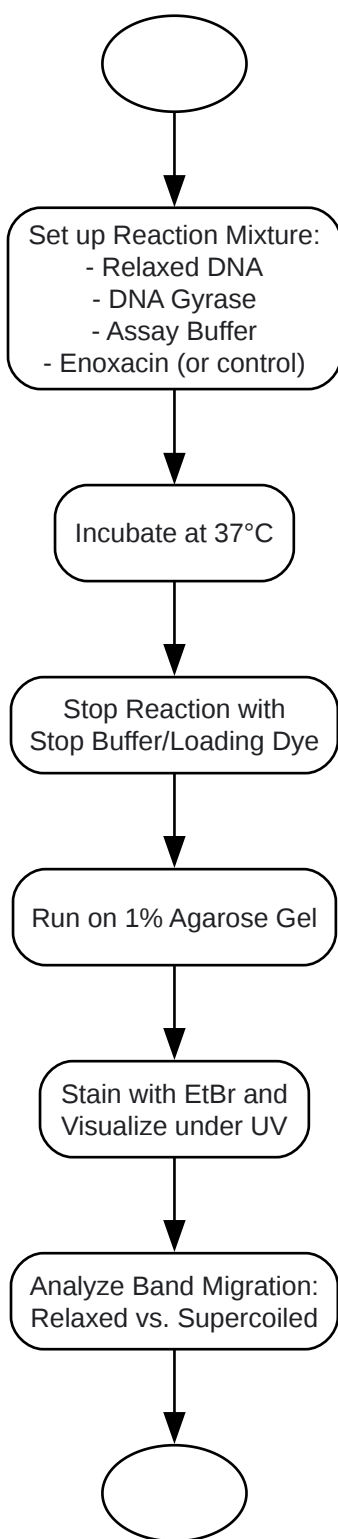 Set up Reaction Mixture:
- Relaxed DNA
- DNA Gyrase
- Assay Buffer
- Enoxacin (or control)
Incubate at 37°C
Stop Reaction with
Stop Buffer/Loading Dye
Run on 1% Agarose Gel
Stain with EtBr and
Visualize under UV
Analyze Band Migration:
Relaxed vs. Supercoiled